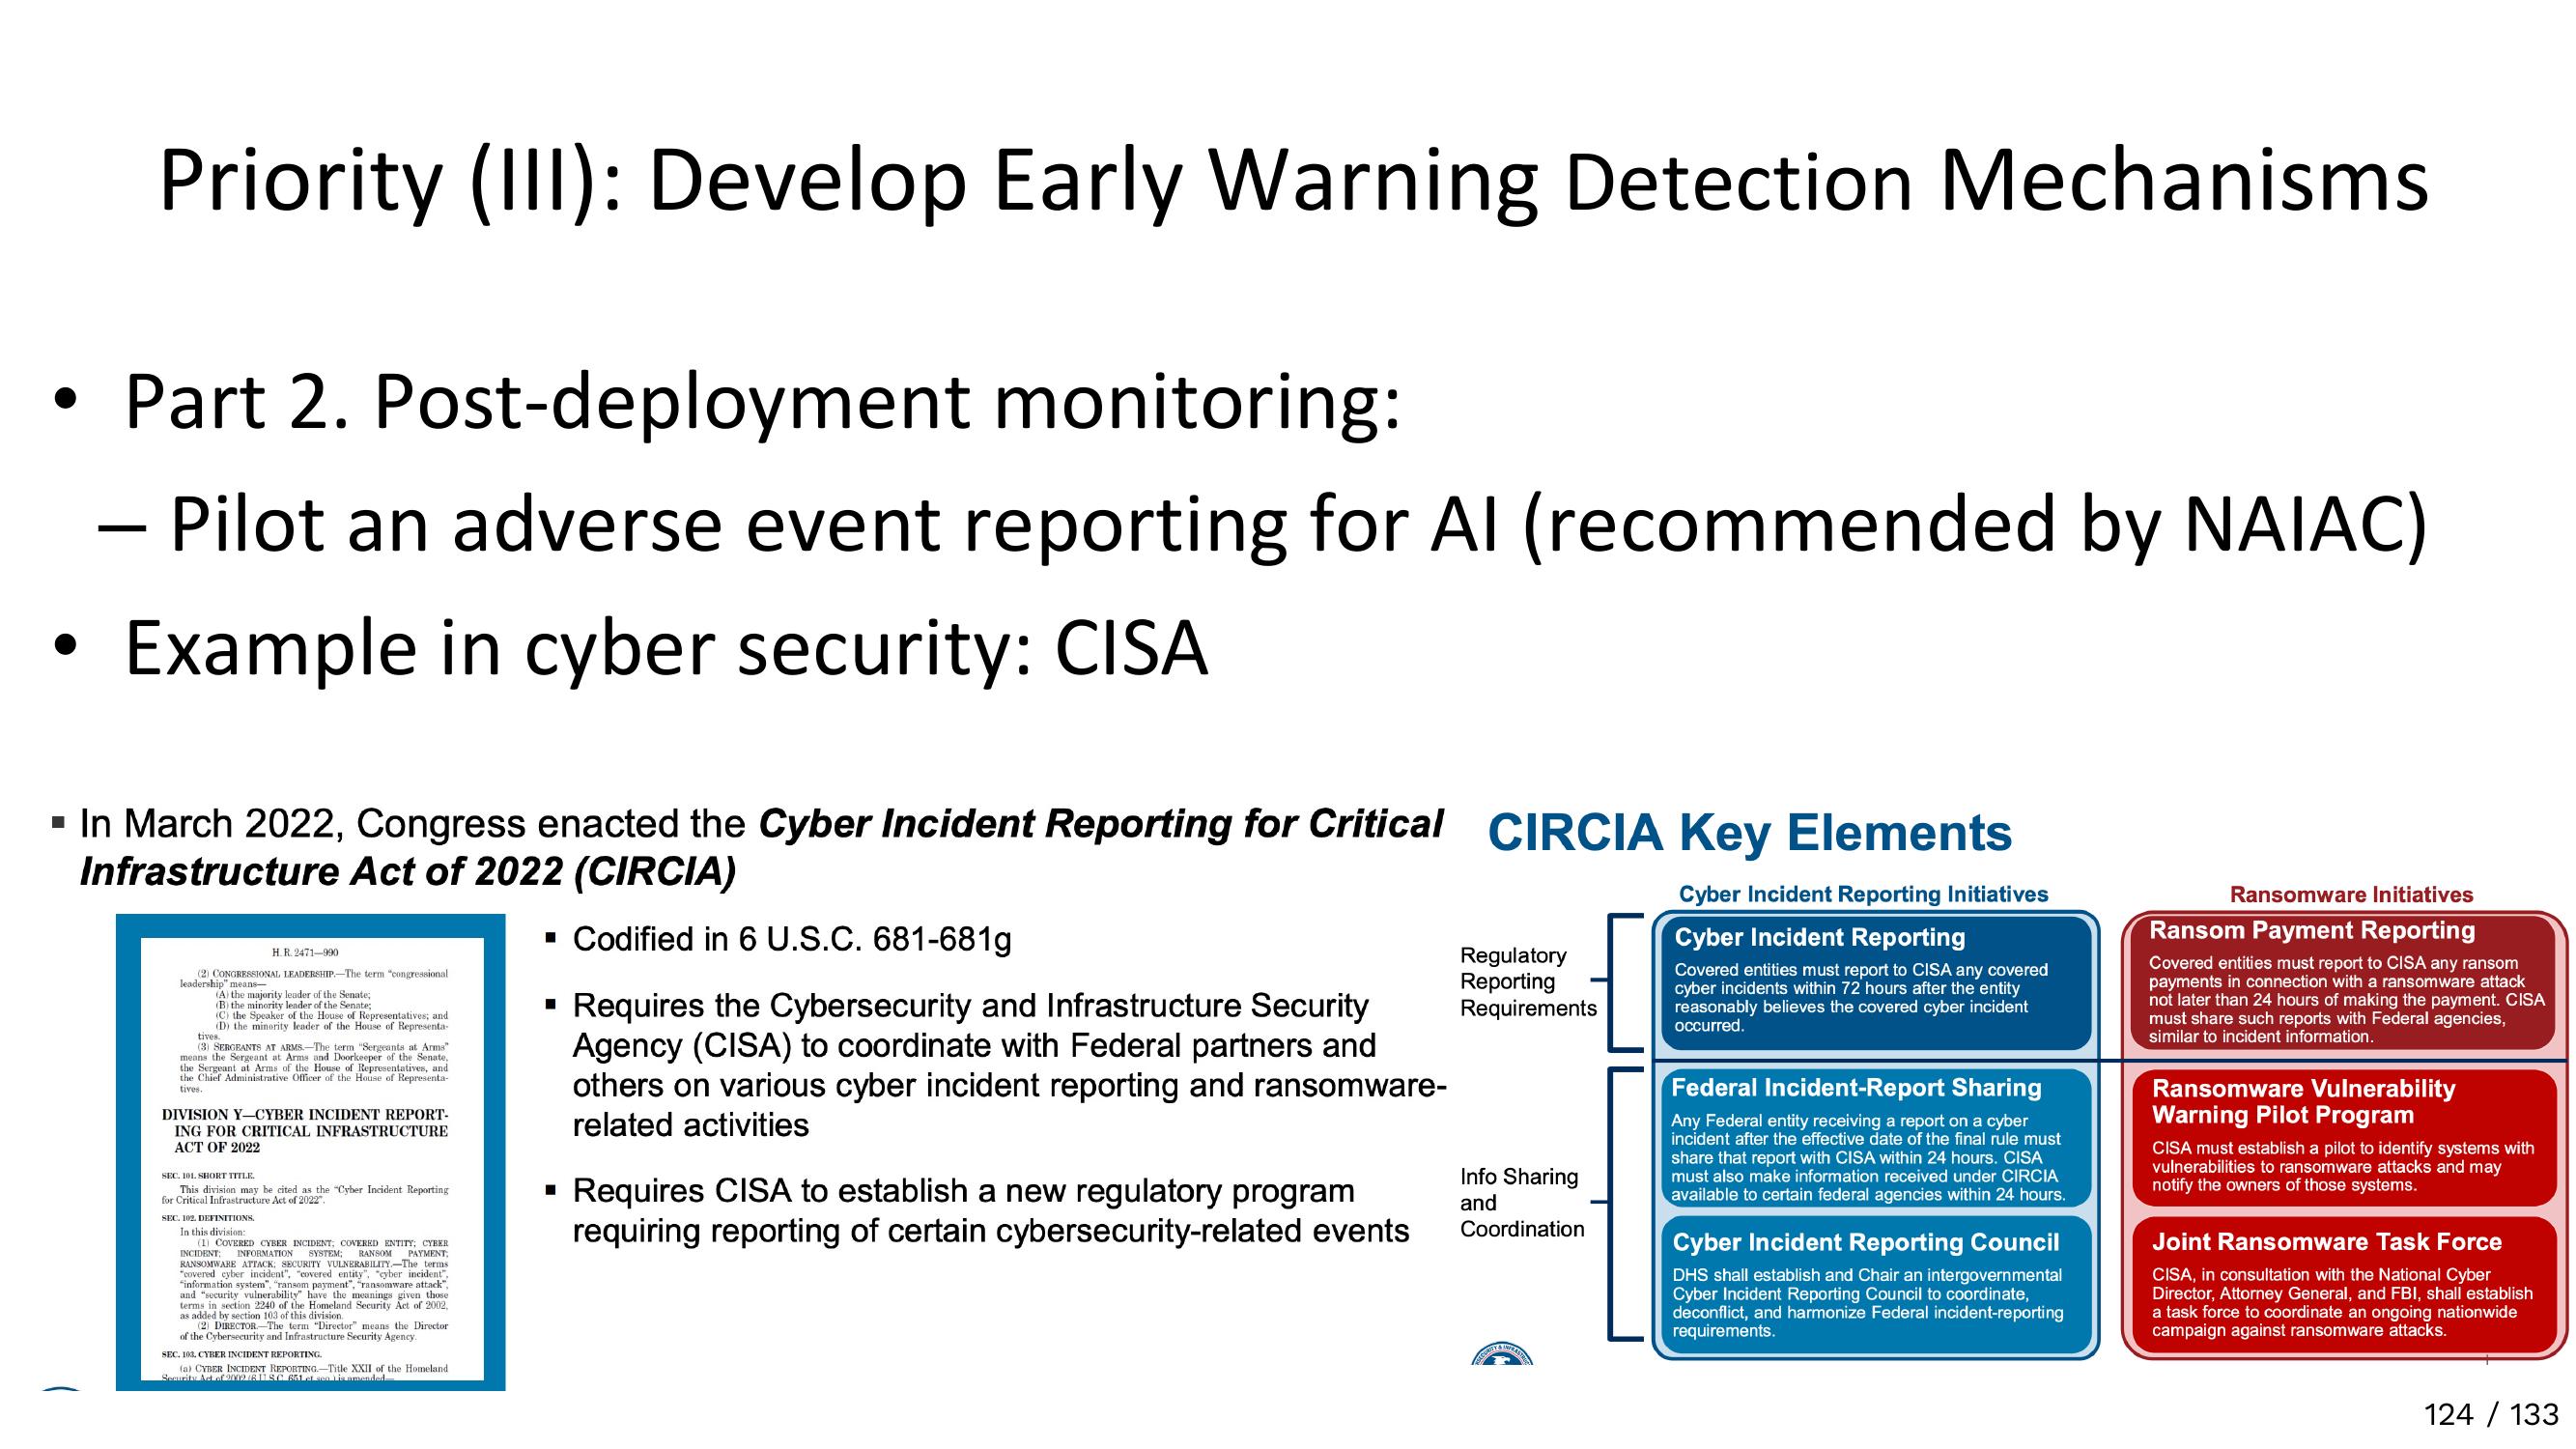 Priority (III): Develop Early Warning Detection Mechanisms
• Part 2. Post-deployment monitoring:
– Pilot an adverse event reporting for AI (recommended by NAIAC)
• Example in cyber security: CISA
▪ In March 2022, Congress enacted the Cyber Incident Reporting for Critical
Infrastructure Act of 2022 (CIRCIA)
H. R. 2471—990
(2) CONGRESSIONAL LEADERSHIP.—The term “congressional
leadership” means—
(A) the majority leader of the Senate;
(B) the minority leader of the Senate;
(C) the Speaker of the House of Representatives; and
(D) the minority leader of the House of Representa-
tives.
(3) SERGEANTS AT ARMS.—The term “Sergeants at Arms”
means the Sergeant at Arms and Doorkeeper of the Senate,
the Sergeant at Arms of the House of Representatives, and
the Chief Administrative Officer of the House of Representa-
tives.
DIVISION Y—CYBER INCIDENT REPORT-
ING FOR CRITICAL INFRASTRUCTURE
ACT OF 2022
SEC. 101. SHORT TITLE.
This division may be cited as the “Cyber Incident Reporting
for Critical Infrastructure Act of 2022”.
SEC. 102. DEFINITIONS.
In this division:
(1) COVERED CYBER INCIDENT; COVERED ENTITY; CYBER
INCIDENT; INFORMATION SYSTEM; RANSOM PAYMENT;
RANSOMWARE ATTACK; SECURITY VULNERABILITY.—The terms
“covered cyber incident”, “covered entity”, “cyber incident”,
“information system”, “ransom payment”, “ransomware attack”,
and “security vulnerability” have the meanings given those
terms in section 2240 of the Homeland Security Act of 2002,
as added by section 103 of this division.
(2) DIRECTOR.—The term “Director” means the Director
of the Cybersecurity and Infrastructure Security Agency.
SEC. 103. CYBER INCIDENT REPORTING.
(a) CYBER INCIDENT REPORTING.—Title XXII of the Homeland
Security Act of 2002 (6 U.S.C. 651 et seq.) is amended—
▪ Codified in 6 U.S.C. 681-681g
▪ Requires the Cybersecurity and Infrastructure Security
Agency (CISA) to coordinate with Federal partners and
others on various cyber incident reporting and ransomware-
related activities
▪ Requires CISA to establish a new regulatory program
requiring reporting of certain cybersecurity-related events
CIRCIA Key Elements
Cyber Incident Reporting Initiatives
Ransomware Initiatives
Regulatory
Reporting
Requirements
Cyber Incident Reporting
Covered entities must report to CISA any covered
cyber incidents within 72 hours after the entity
reasonably believes the covered cyber incident
occurred.
Ransom Payment Reporting
Covered entities must report to CISA any ransom
payments in connection with a ransomware attack
not later than 24 hours of making the payment. CISA
must share such reports with Federal agencies,
similar to incident information.
Info Sharing
and
Coordination
Federal Incident-Report Sharing
Any Federal entity receiving a report on a cyber
incident after the effective date of the final rule must
share that report with CISA within 24 hours. CISA
must also make information received under CIRCIA
available to certain federal agencies within 24 hours.
Ransomware Vulnerability
Warning Pilot Program
CISA must establish a pilot to identify systems with
vulnerabilities to ransomware attacks and may
notify the owners of those systems.
Cyber Incident Reporting Council
DHS shall establish and Chair an intergovernmental
Cyber Incident Reporting Council to coordinate,
deconflict, and harmonize Federal incident-reporting
requirements.
Joint Ransomware Task Force
CISA, in consultation with the National Cyber
Director, Attorney General, and FBI, shall establish
a task force to coordinate an ongoing nationwide
campaign against ransomware attacks.
124 / 133